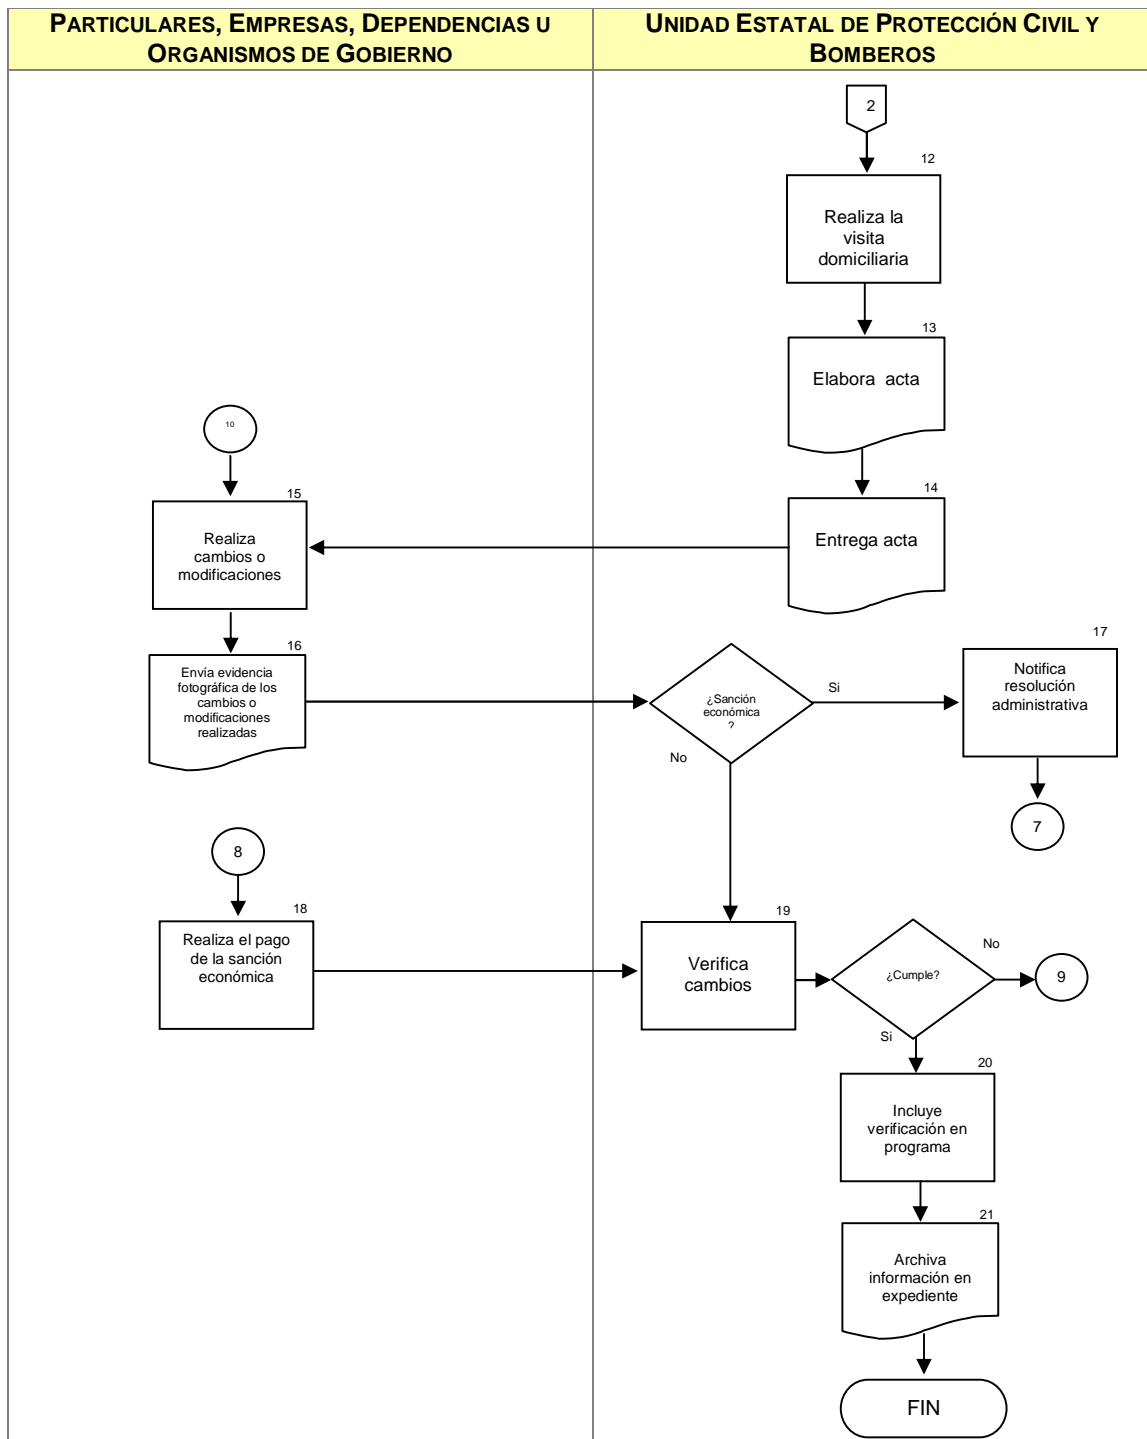 PARTICULARES, EMPRESAS, DEPENDENCIAS U
ORGANISMOS DE GOBIERNO
UNIDAD ESTATAL DE PROTECCIÓN CIVIL Y
BOMBEROS
2
12
Realiza la
visita
domiciliaria
13
Elabora acta
10
15
Realiza
cambios o
modificaciones
14
Entrega acta
16
Envía evidencia
fotográfica de los
cambios o
modificaciones
realizadas
¿Sanción
económica
?
Si
No
17
Notifica
resolución
administrativa
7
8
18
Realiza el pago
de la sanción
económica
19
Verifica
cambios
¿Cumple?
No
9
Si
20
Incluye
verificación en
programa
21
Archiva
información en
expediente
FIN